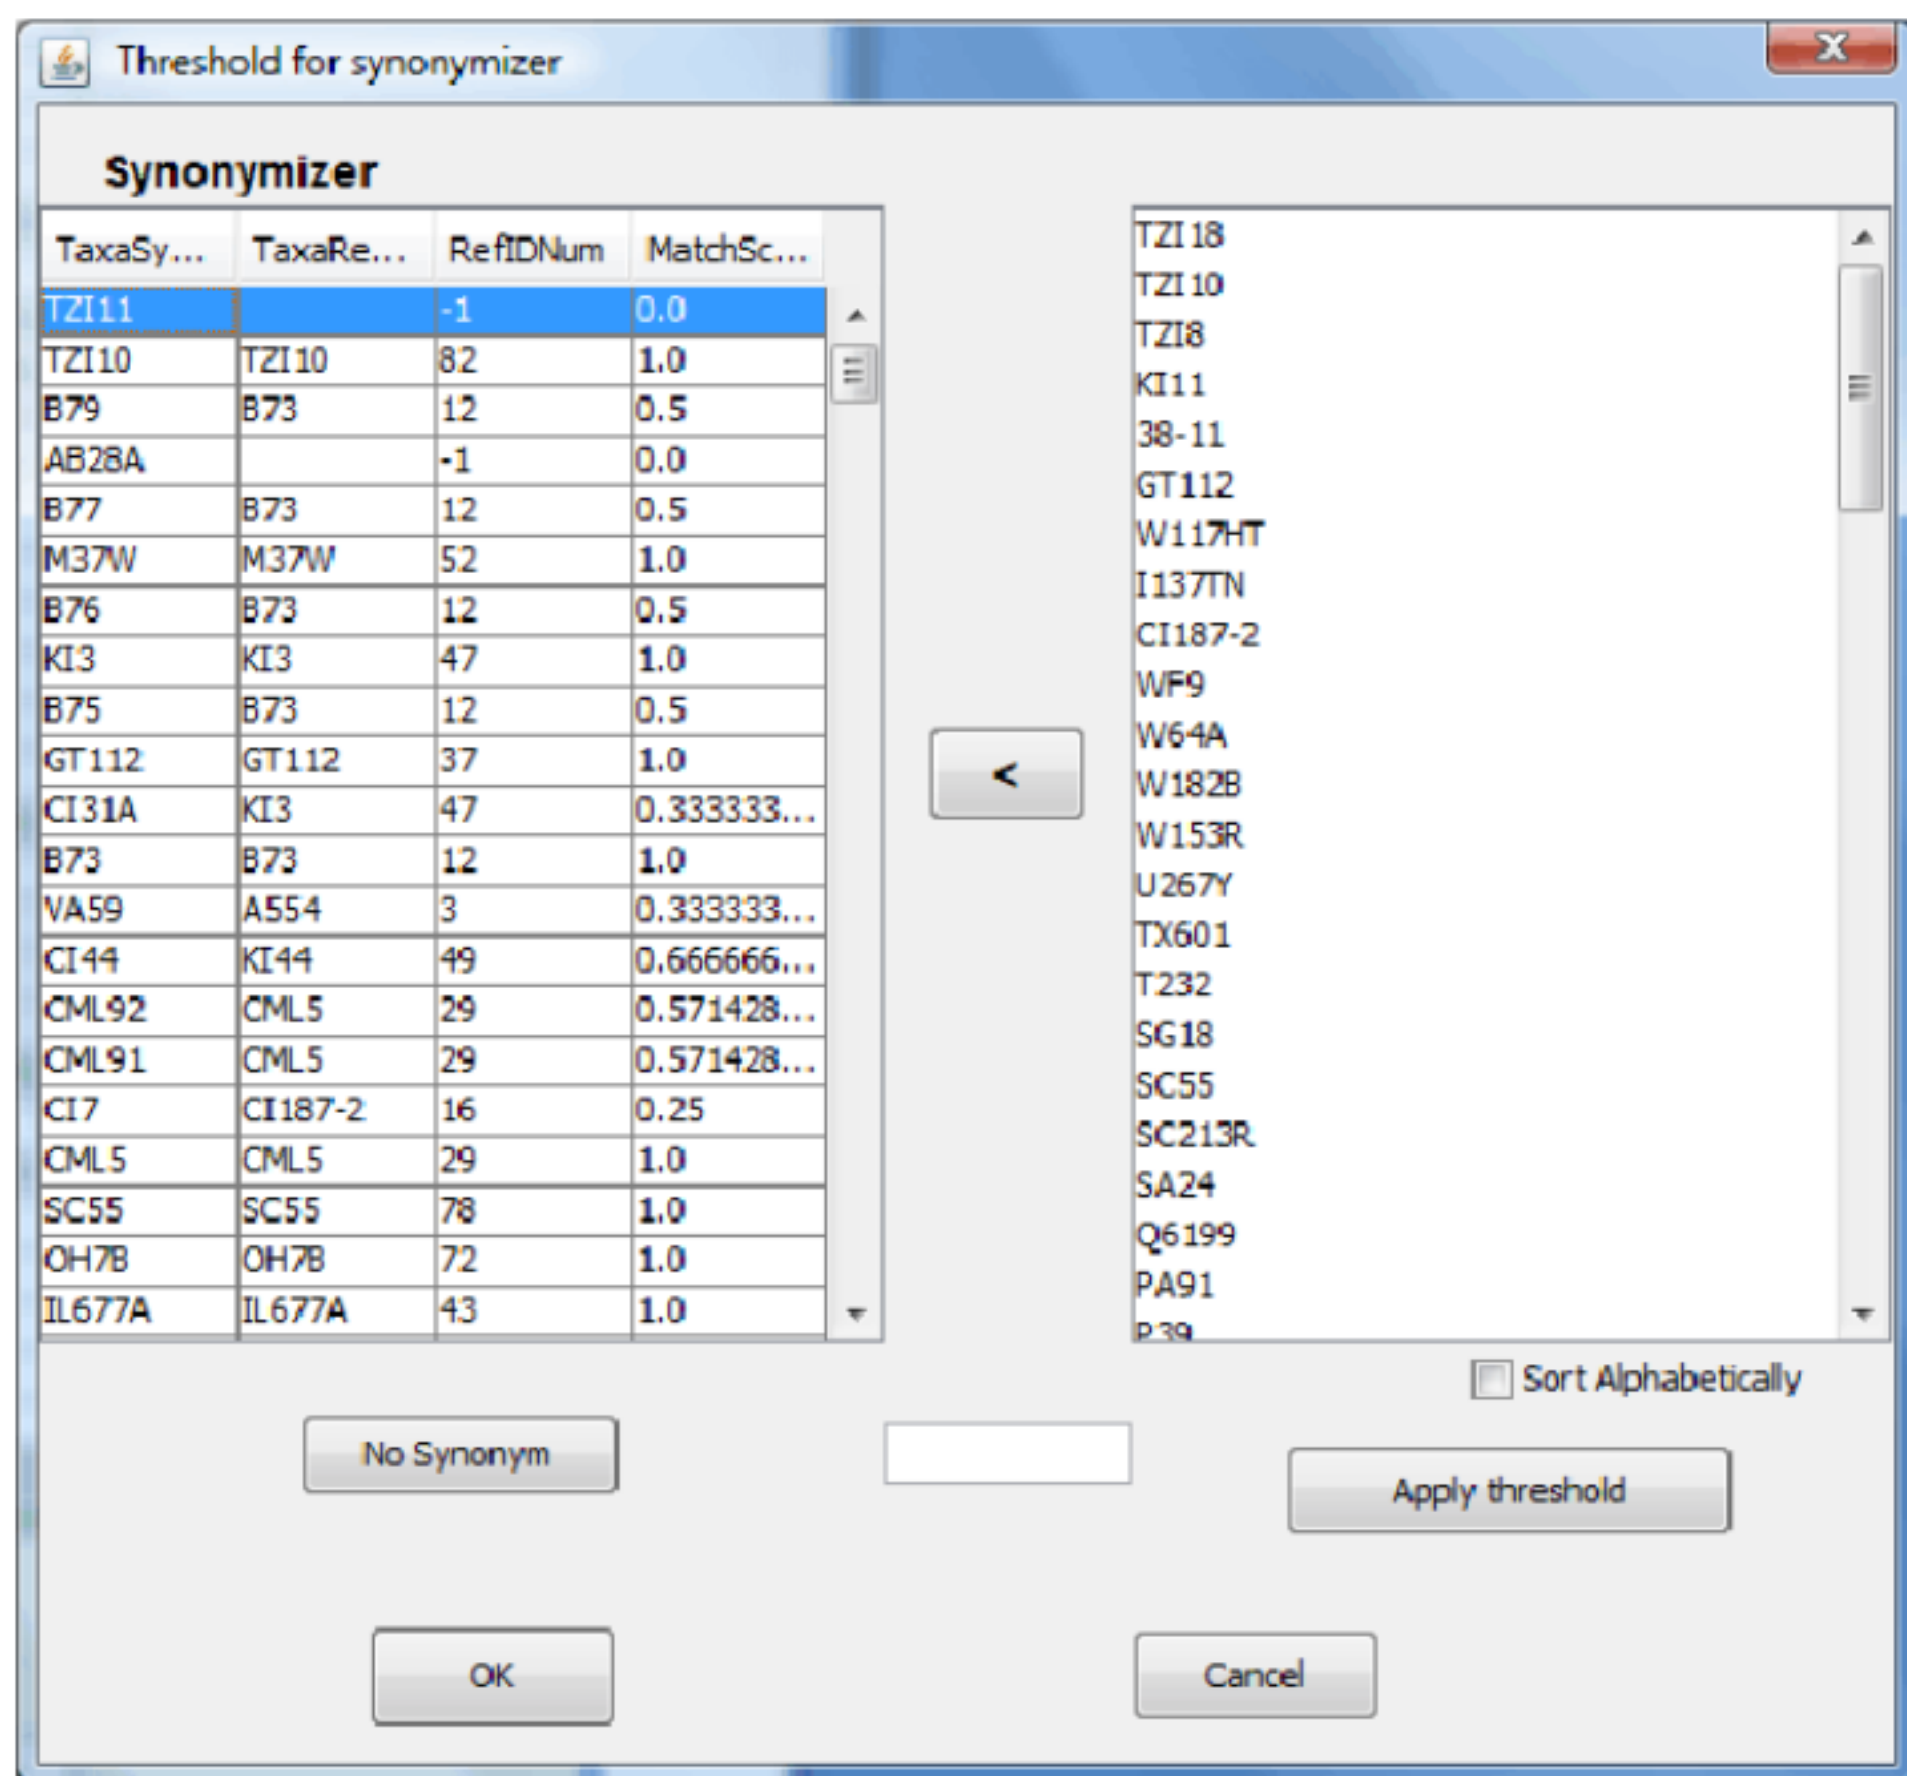 Threshold for synonymizer
Synonymizer
TaxaSy... TaxaRe... RefIDNum MatchSc...
TZI11 -1 0.0
TZI10 TZI10 82 1.0
B79 B73 12 0.5
AB28A -1 0.0
B77 B73 12 0.5
M37W M37W 52 1.0
B76 B73 12 0.5
KI3 KI3 47 1.0
B75 B73 12 0.5
GT112 GT112 37 1.0
CI31A KI3 47 0.333333...
B73 B73 12 1.0
VA59 A554 3 0.333333...
CI44 KI44 49 0.666666...
CML92 CML5 29 0.571428...
CML91 CML5 29 0.571428...
CI7 CI187-2 16 0.25
CML5 CML5 29 1.0
SC55 SC55 78 1.0
OH7B OH7B 72 1.0
IL677A IL677A 43 1.0
<
TZI18
TZI10
TZI8
KI11
38-11
GT112
W117HT
I137TN
CI187-2
WF9
W64A
W182B
W153R
U267Y
TX601
T232
SG18
SC55
SC213R
SA24
Q6199
PA91
P39
Sort Alphabetically
No Synonym
Apply threshold
OK
Cancel